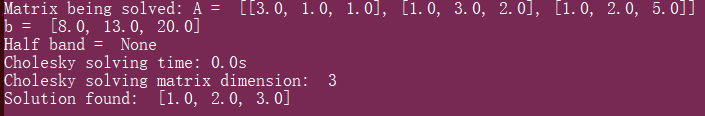 Matrix being solved: A =  [[3.0, 1.0, 1.0], [1.0, 3.0, 2.0], [1.0, 2.0, 5.0]]
b =  [8.0, 13.0, 20.0]
Half band =  None
Cholesky solving time: 0.0s
Cholesky solving matrix dimension:  3
Solution found:  [1.0, 2.0, 3.0]